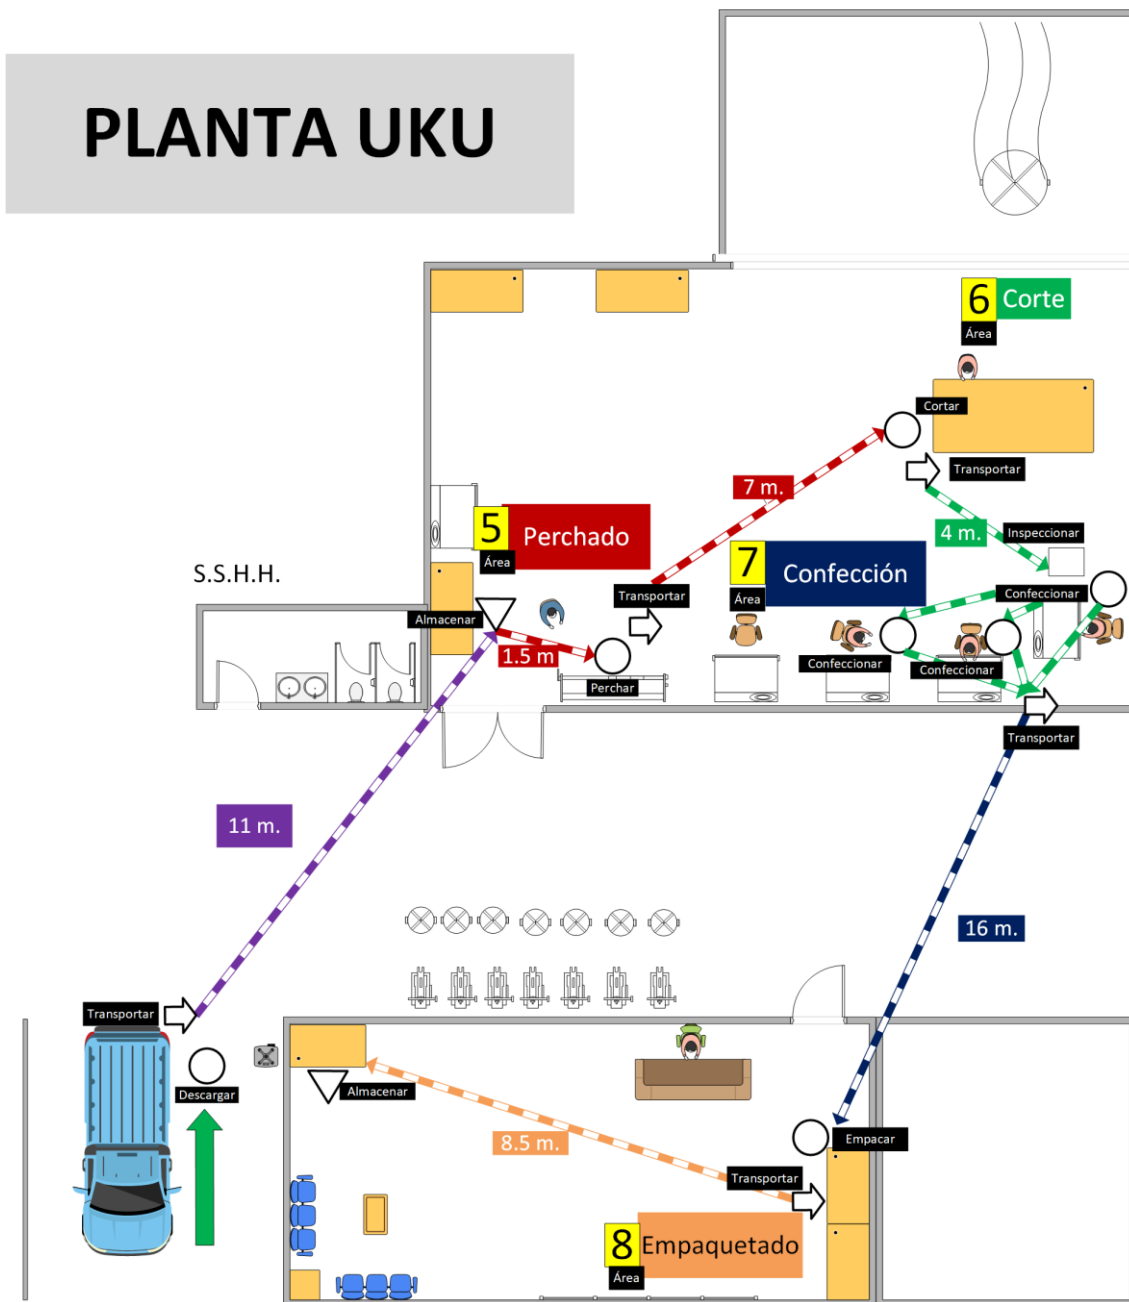 PLANTA UKU
6
Corte
Área
Cortar
Transportar
7 m.
4 m.
Inspeccionar
5
Perchado
Área
7
Confección
Área
S.S.H.H.
Transportar
Almacenar
Confeccionar
1.5 m
Perchar
Confeccionar
Confeccionar
Transportar
11 m.
16 m.
Transportar
Descargar
Almacenar
8.5 m.
Empacar
Transportar
8
Empaquetado
Área